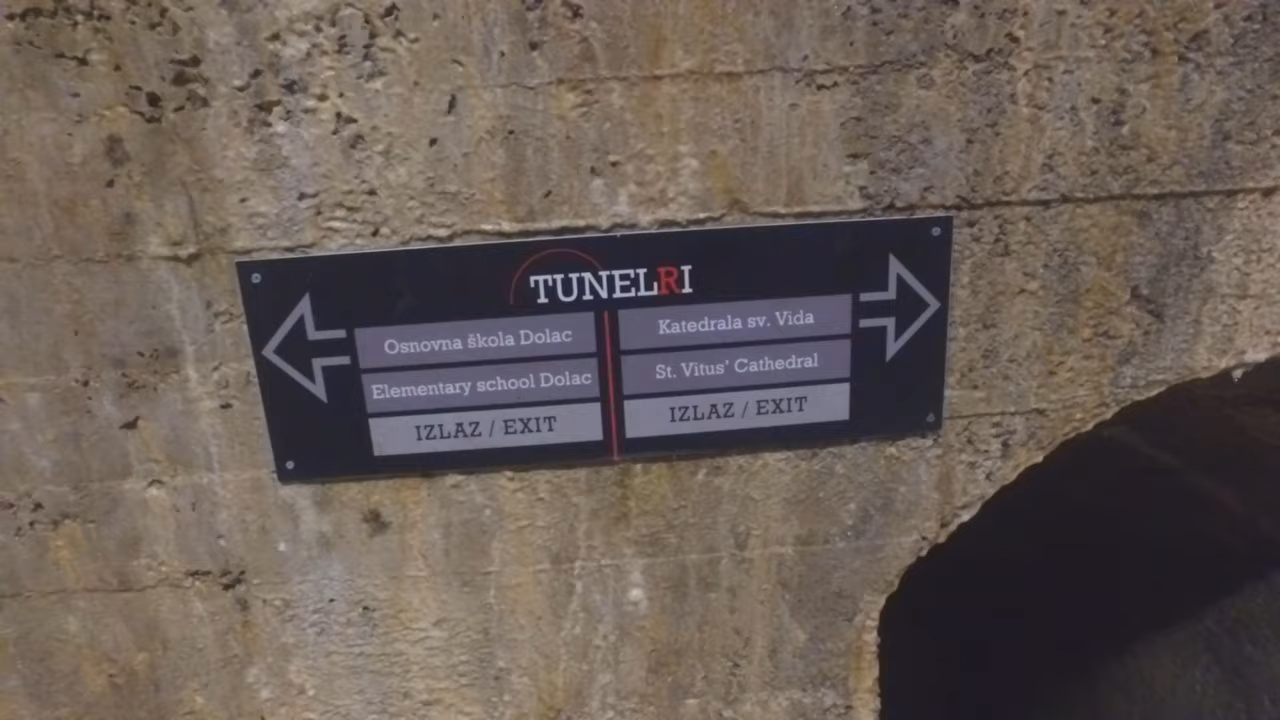 TUNELRI
Osnovna škola Dolac
Elementary school Dolac
IZLAZ / EXIT
Katedrala sv. Vida
St. Vitus' Cathedral
IZLAZ / EXIT